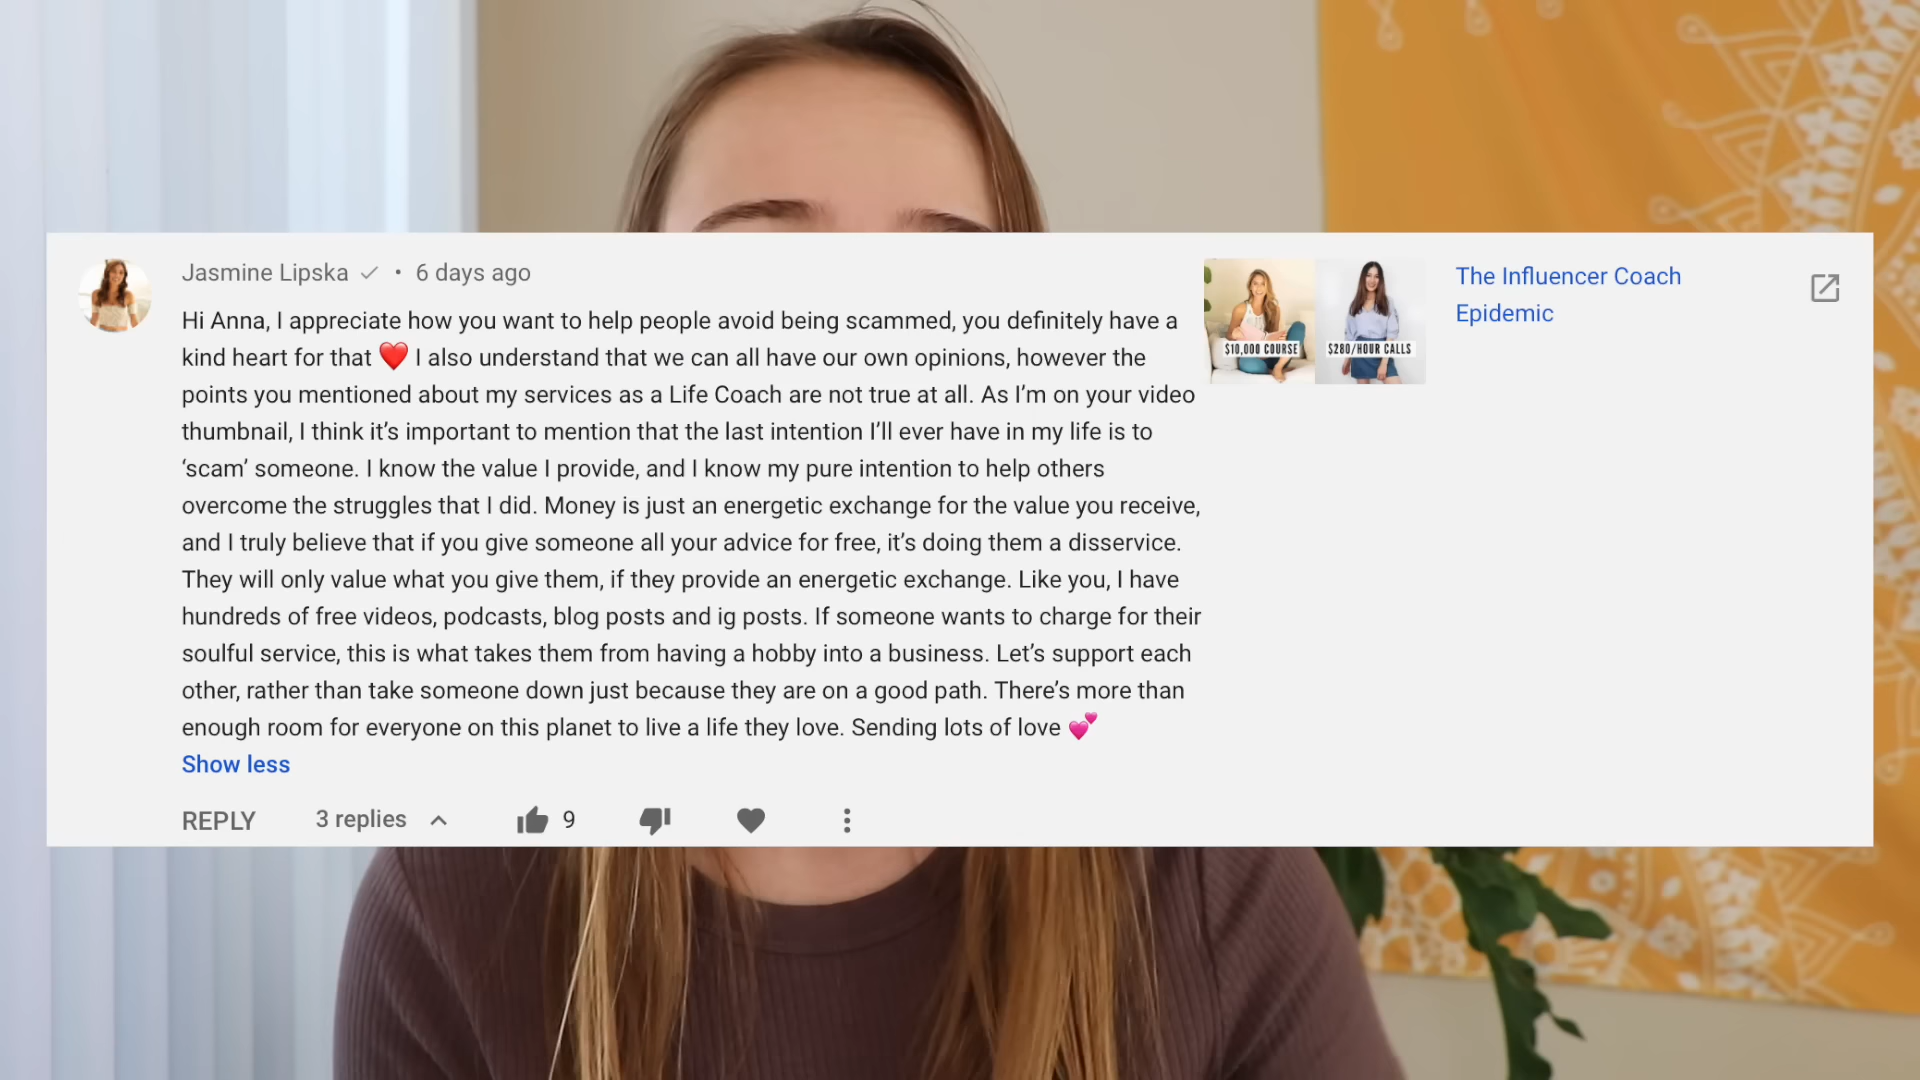 Jasmine Lipska ✓ • 6 days ago
Hi Anna, I appreciate how you want to help people avoid being scammed, you definitely have a
kind heart for that ❤️ I also understand that we can all have our own opinions, however the
points you mentioned about my services as a Life Coach are not true at all. As I’m on your video
thumbnail, I think it’s important to mention that the last intention I’ll ever have in my life is to
‘scam’ someone. I know the value I provide, and I know my pure intention to help others
overcome the struggles that I did. Money is just an energetic exchange for the value you receive,
and I truly believe that if you give someone all your advice for free, it’s doing them a disservice.
They will only value what you give them, if they provide an energetic exchange. Like you, I have
hundreds of free videos, podcasts, blog posts and ig posts. If someone wants to charge for their
soulful service, this is what takes them from having a hobby into a business. Let’s support each
other, rather than take someone down just because they are on a good path. There’s more than
enough room for everyone on this planet to live a life they love. Sending lots of love 💕
Show less
REPLY 3 replies 9
$10,000 COURSE $280/HOUR CALLS
The Influencer Coach
Epidemic